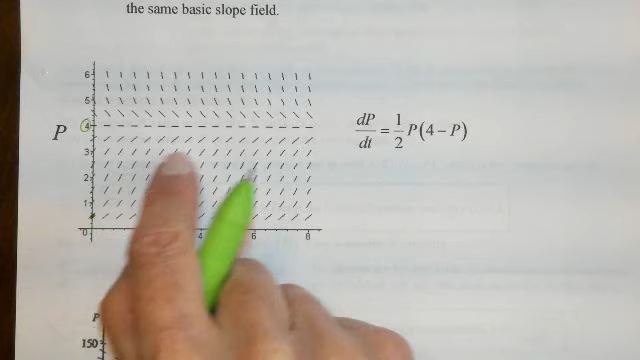 the same basic slope field.
6
5
4
3
2
1
0
4
6
8
P
dP/dt = 1/2 P(4 − P)
P
150